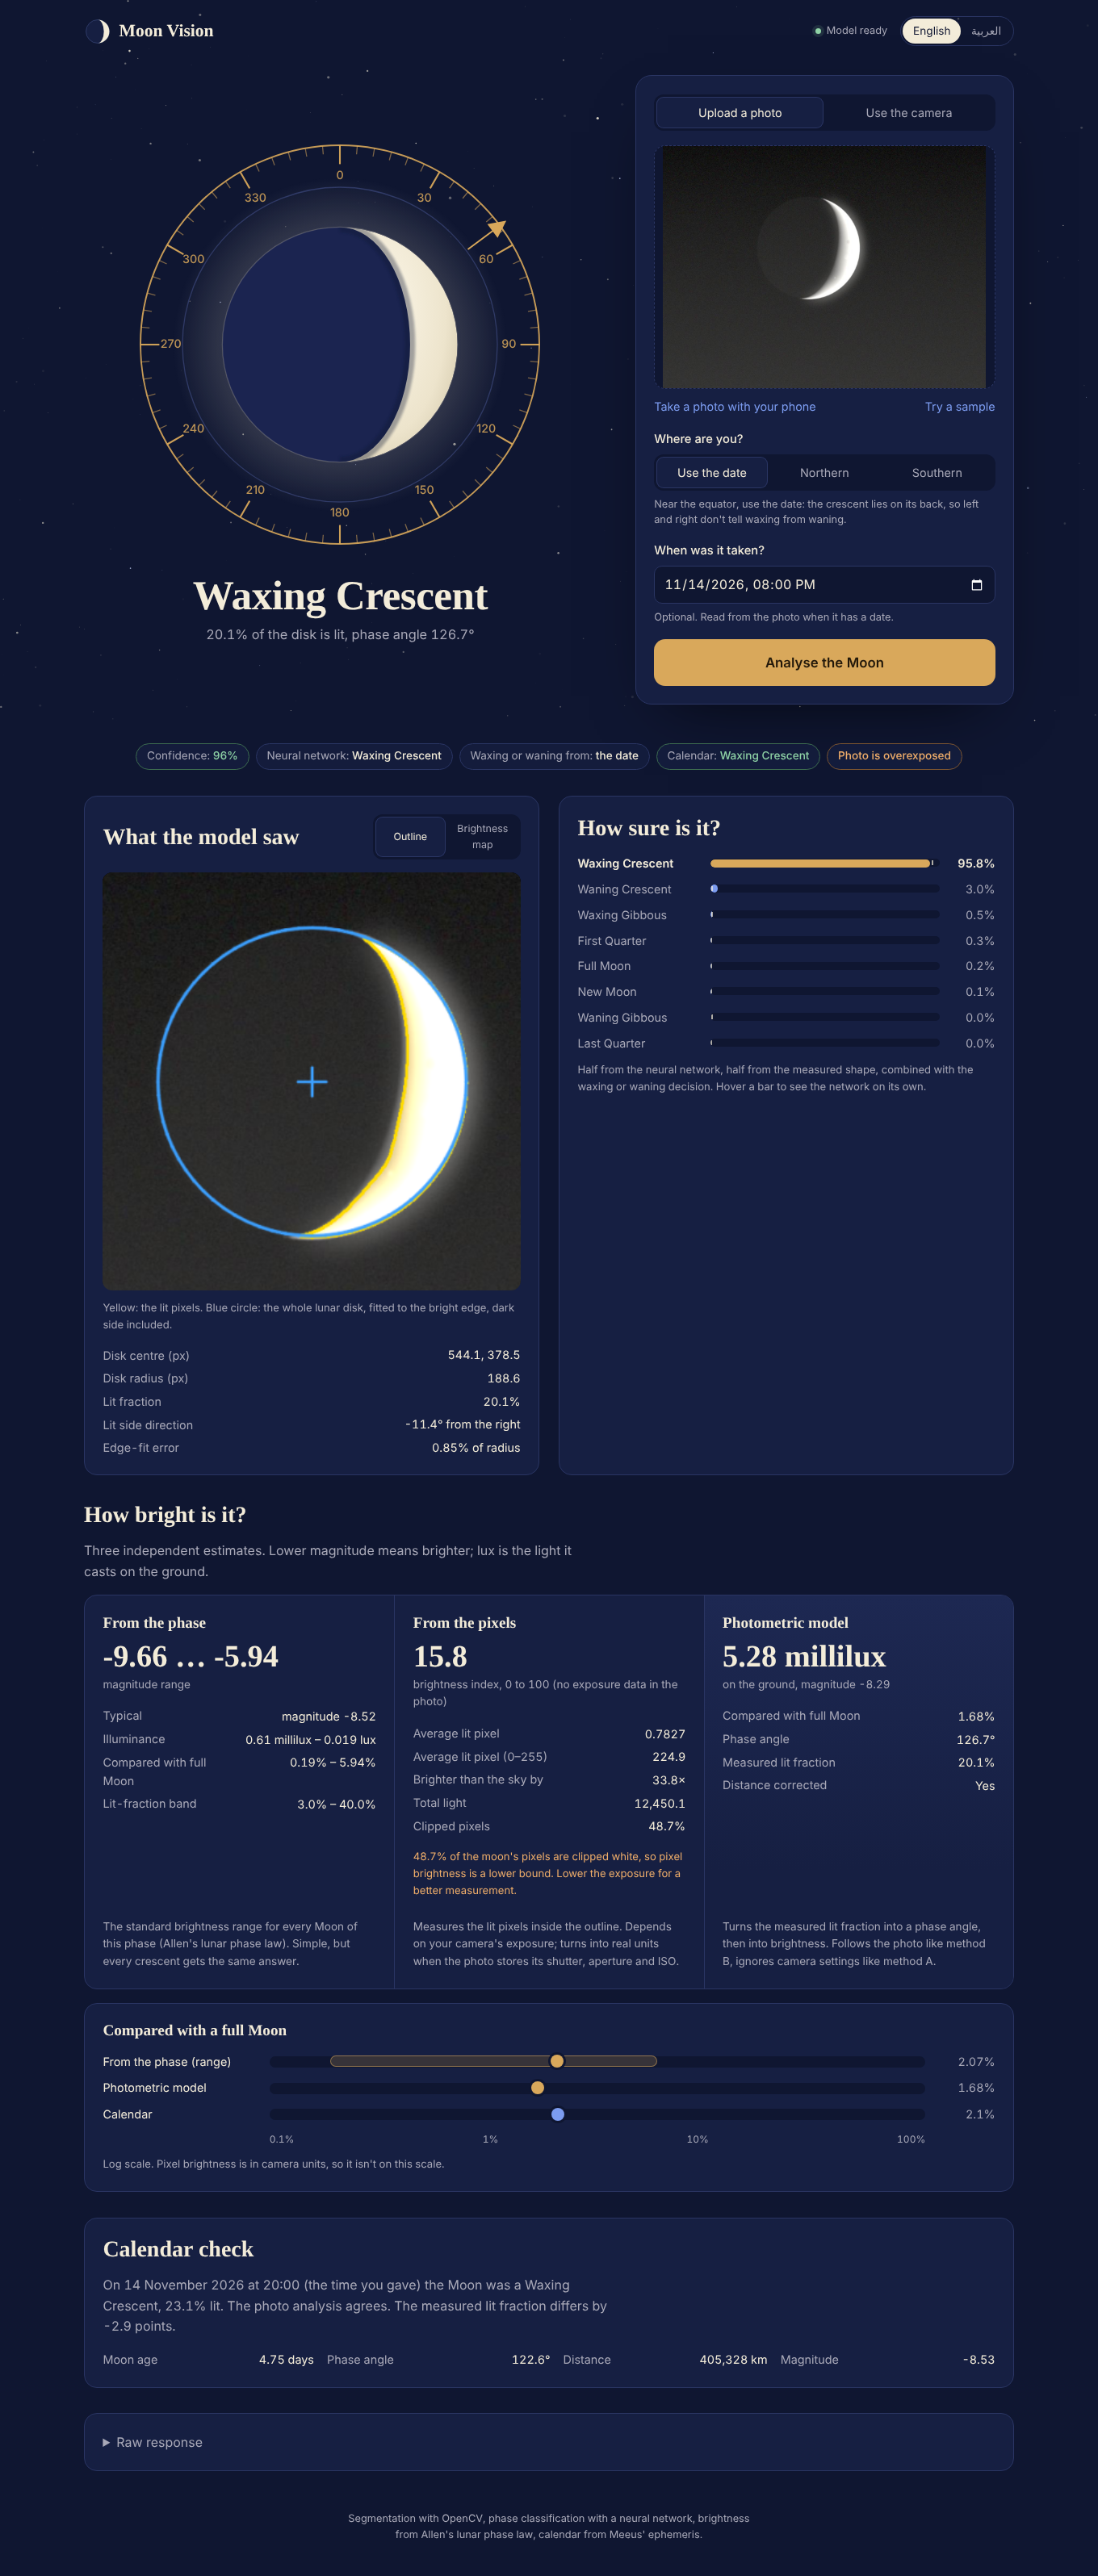 Moon Vision
Model ready
English
العربية
Upload a photo
Use the camera
0
30
60
90
120
150
180
210
240
270
300
330
Waxing Crescent
20.1% of the disk is lit, phase angle 126.7°
Take a photo with your phone
Try a sample
Where are you?
Use the date
Northern
Southern
Near the equator, use the date: the crescent lies on its back, so left
and right don't tell waxing from waning.
When was it taken?
11/14/2026, 08:00 PM
Optional. Read from the photo when it has a date.
Analyse the Moon
Confidence: 96%
Neural network: Waxing Crescent
Waxing or waning from: the date
Calendar: Waxing Crescent
Photo is overexposed
What the model saw
Outline
Brightness
map
Yellow: the lit pixels. Blue circle: the whole lunar disk, fitted to the bright edge, dark
side included.
Disk centre (px) 544.1, 378.5
Disk radius (px) 188.6
Lit fraction 20.1%
Lit side direction -11.4° from the right
Edge-fit error 0.85% of radius
How sure is it?
Waxing Crescent 95.8%
Waning Crescent 3.0%
Waxing Gibbous 0.5%
First Quarter 0.3%
Full Moon 0.2%
New Moon 0.1%
Waning Gibbous 0.0%
Last Quarter 0.0%
Half from the neural network, half from the measured shape, combined with the
waxing or waning decision. Hover a bar to see the network on its own.
How bright is it?
Three independent estimates. Lower magnitude means brighter; lux is the light it
casts on the ground.
From the phase
-9.66 … -5.94
magnitude range
Typical magnitude -8.52
Illuminance 0.61 millilux – 0.019 lux
Compared with full
Moon 0.19% – 5.94%
Lit-fraction band 3.0% – 40.0%
The standard brightness range for every Moon of
this phase (Allen's lunar phase law). Simple, but
every crescent gets the same answer.
From the pixels
15.8
brightness index, 0 to 100 (no exposure data in the
photo)
Average lit pixel 0.7827
Average lit pixel (0–255) 224.9
Brighter than the sky by 33.8×
Total light 12,450.1
Clipped pixels 48.7%
48.7% of the moon's pixels are clipped white, so pixel
brightness is a lower bound. Lower the exposure for a
better measurement.
Measures the lit pixels inside the outline. Depends
on your camera's exposure; turns into real units
when the photo stores its shutter, aperture and ISO.
Photometric model
5.28 millilux
on the ground, magnitude -8.29
Compared with full Moon 1.68%
Phase angle 126.7°
Measured lit fraction 20.1%
Distance corrected Yes
Turns the measured lit fraction into a phase angle,
then into brightness. Follows the photo like method
B, ignores camera settings like method A.
Compared with a full Moon
From the phase (range) 2.07%
Photometric model 1.68%
Calendar 2.1%
0.1% 1% 10% 100%
Log scale. Pixel brightness is in camera units, so it isn't on this scale.
Calendar check
On 14 November 2026 at 20:00 (the time you gave) the Moon was a Waxing
Crescent, 23.1% lit. The photo analysis agrees. The measured lit fraction differs by
-2.9 points.
Moon age 4.75 days Phase angle 122.6° Distance 405,328 km Magnitude -8.53
Raw response
Segmentation with OpenCV, phase classification with a neural network, brightness
from Allen's lunar phase law, calendar from Meeus' ephemeris.